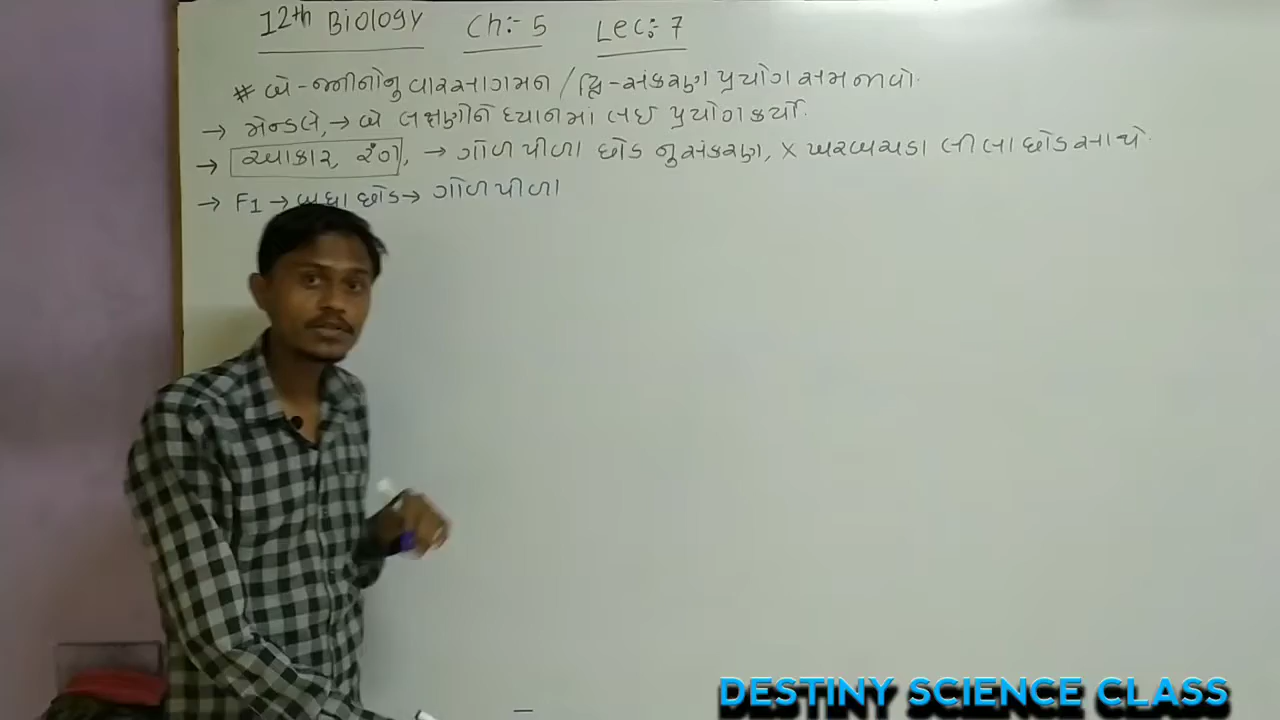 12th Biology Ch:- 5 Lec:- 7
# બે - જનીનોનુ વારસાગમન / દ્વિ-સંકરણ પ્રયોગ સમજાવો.
→ મેન્ડલે, → બે લક્ષણોને ધ્યાનમાં લઇ પ્રયોગ કર્યો.
→ આકાર, રંગ, → ગોળ પીળા છોડ નુ સંકરણ, X ખરબચડા લીલા છોડ સાથે
→ F1 → બધા છોડ → ગોળ પીળા
DESTINY SCIENCE CLASS